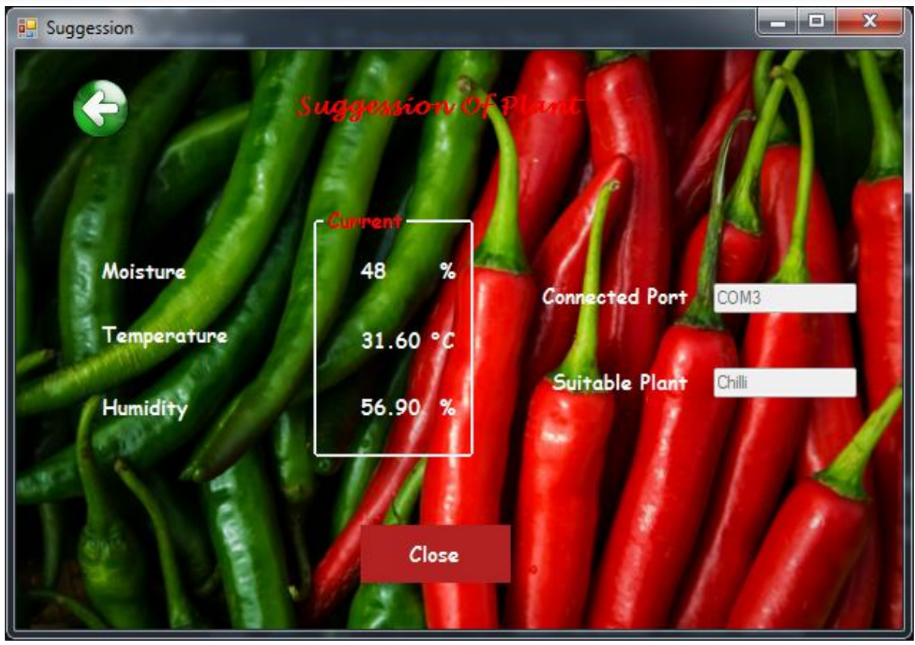 Suggession
Suggession Of Plant
Current
Moisture 48 %
Temperature 31.60 °C
Humidity 56.90 %
Connected Port COM3
Suitable Plant Chilli
Close